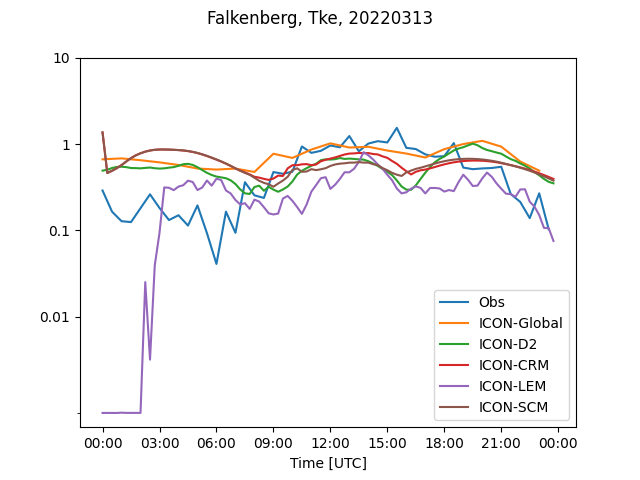 Falkenberg, Tke, 20220313
10
1
0.1
0.01
Obs
ICON-Global
ICON-D2
ICON-CRM
ICON-LEM
ICON-SCM
00:00 03:00 06:00 09:00 12:00 15:00 18:00 21:00 00:00
Time [UTC]